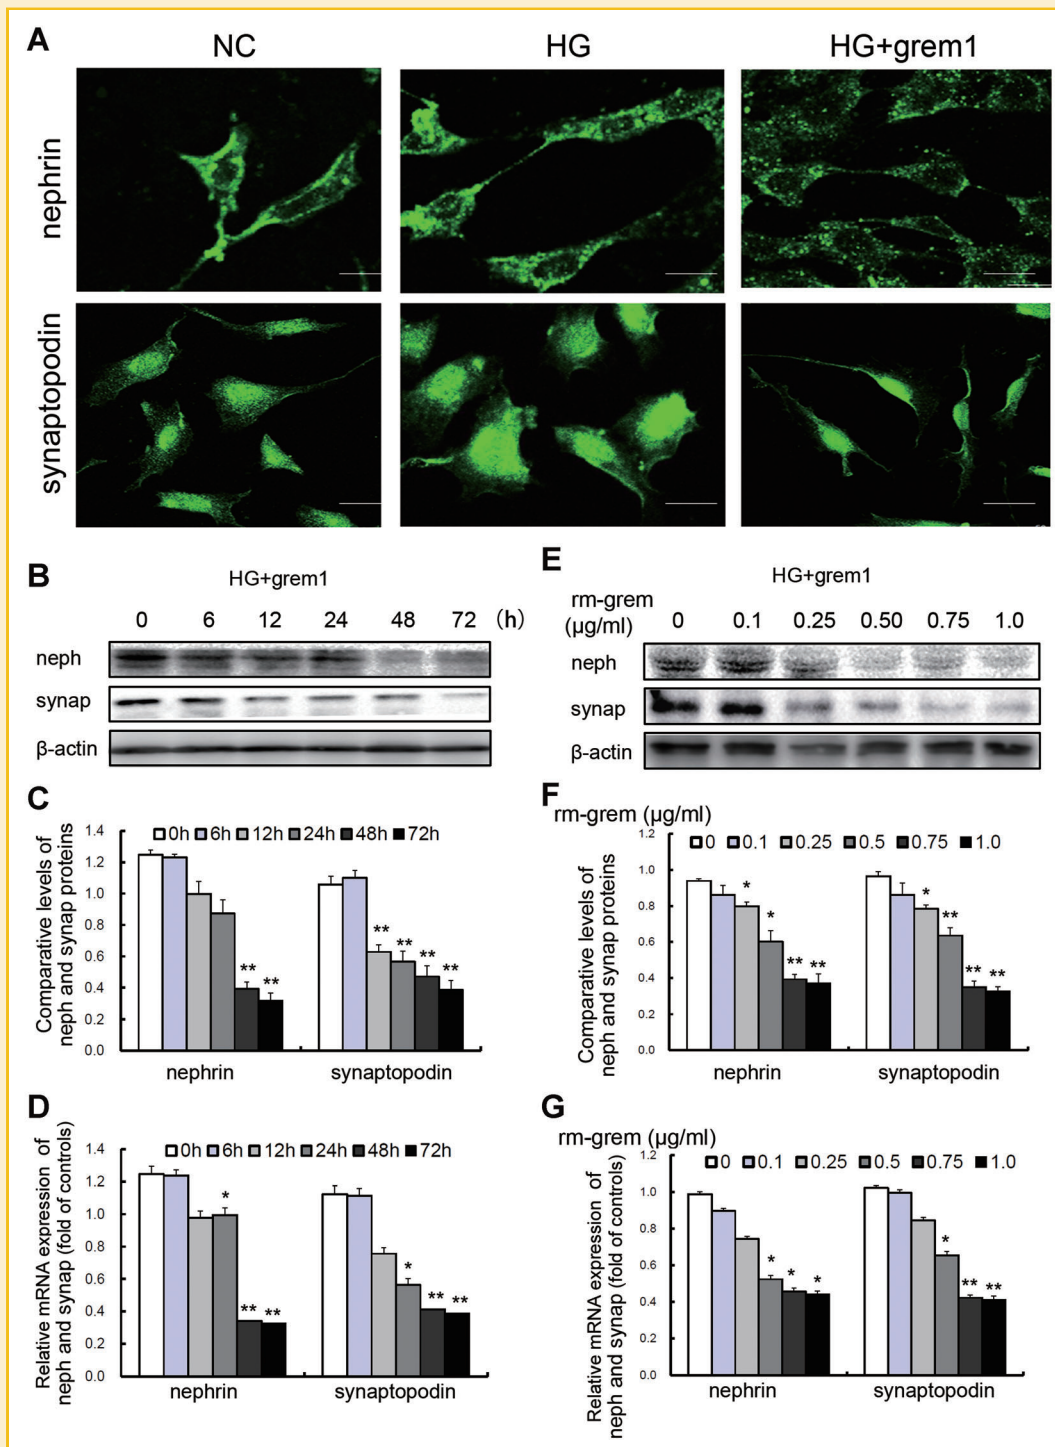 A
NC HG HG+grem1
nephrin
synaptopodin
B
HG+grem1
0 6 12 24 48 72 (h)
neph
synap
β-actin
E
HG+grem1
rm-grem
(μg/ml) 0 0.1 0.25 0.50 0.75 1.0
neph
synap
β-actin
C
Comparative levels of
neph and synap proteins
0h 6h 12h 24h 48h 72h
1.4
1.2
1.0
0.8
0.6
0.4
0.2
0.0
** **
** ** ** **
nephrin synaptopodin
F
rm-grem (μg/ml)
Comparative levels of
neph and synap proteins
0 0.1 0.25 0.5 0.75 1.0
1.2
1.0
0.8
0.6
0.4
0.2
0.0
* * ** **
* ** ** **
nephrin synaptopodin
D
Relative mRNA expression of
neph and synap (fold of controls)
0h 6h 12h 24h 48h 72h
1.4
1.2
1.0
0.8
0.6
0.4
0.2
0.0
* ** **
* ** **
nephrin synaptopodin
G
rm-grem (μg/ml)
Relative mRNA expression of
neph and synap (fold of controls)
0 0.1 0.25 0.5 0.75 1.0
1.2
1.0
0.8
0.6
0.4
0.2
0.0
* * *
* ** **
nephrin synaptopodin